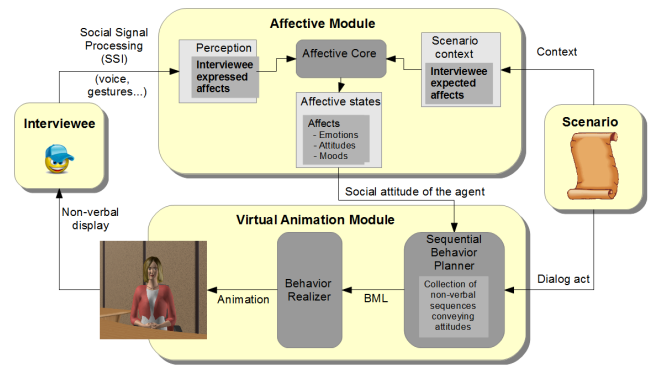 Affective Module
Social Signal
Processing
(SSI)
(voice,
gestures...)
Perception
Interviewee
expressed
affects
Affective Core
Scenario
context
Interviewee
expected
affects
Context
Affective states
Affects
- Emotions
- Attitudes
- Moods
Interviewee
Scenario
Social attitude of the agent
Non-verbal
display
Virtual Animation Module
Animation
Behavior
Realizer
BML
Sequential
Behavior
Planner
Collection of
non-verbal
sequences
conveying
attitudes
Dialog act